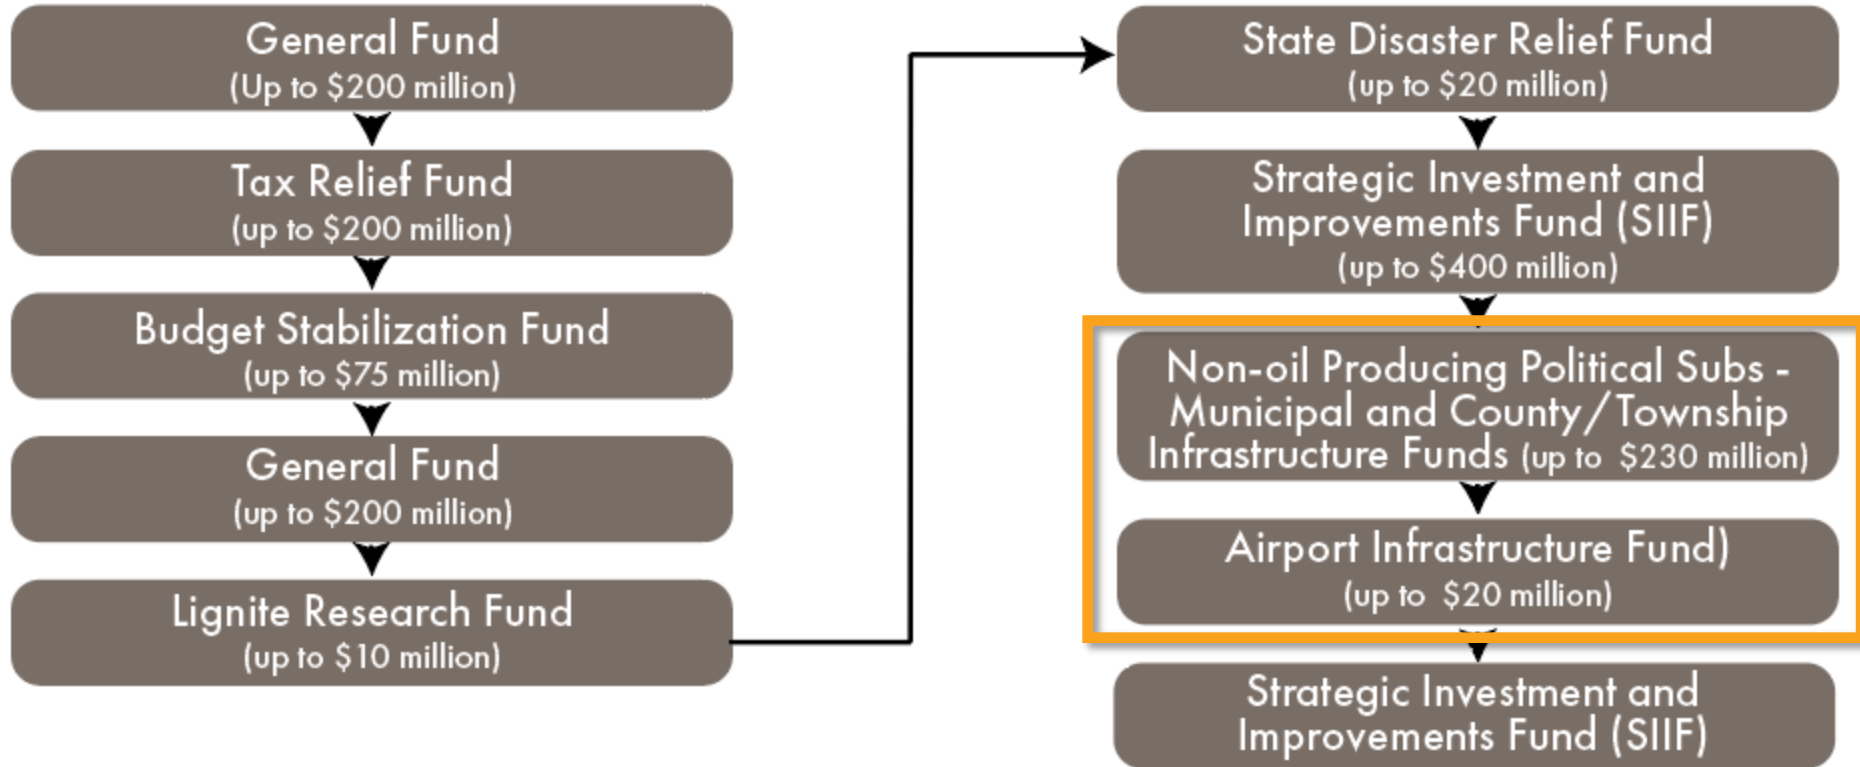 General Fund
(Up to $200 million)
Tax Relief Fund
(up to $200 million)
Budget Stabilization Fund
(up to $75 million)
General Fund
(up to $200 million)
Lignite Research Fund
(up to $10 million)
State Disaster Relief Fund
(up to $20 million)
Strategic Investment and
Improvements Fund (SIIF)
(up to $400 million)
Non-oil Producing Political Subs -
Municipal and County/Township
Infrastructure Funds (up to $230 million)
Airport Infrastructure Fund)
(up to $20 million)
Strategic Investment and
Improvements Fund (SIIF)